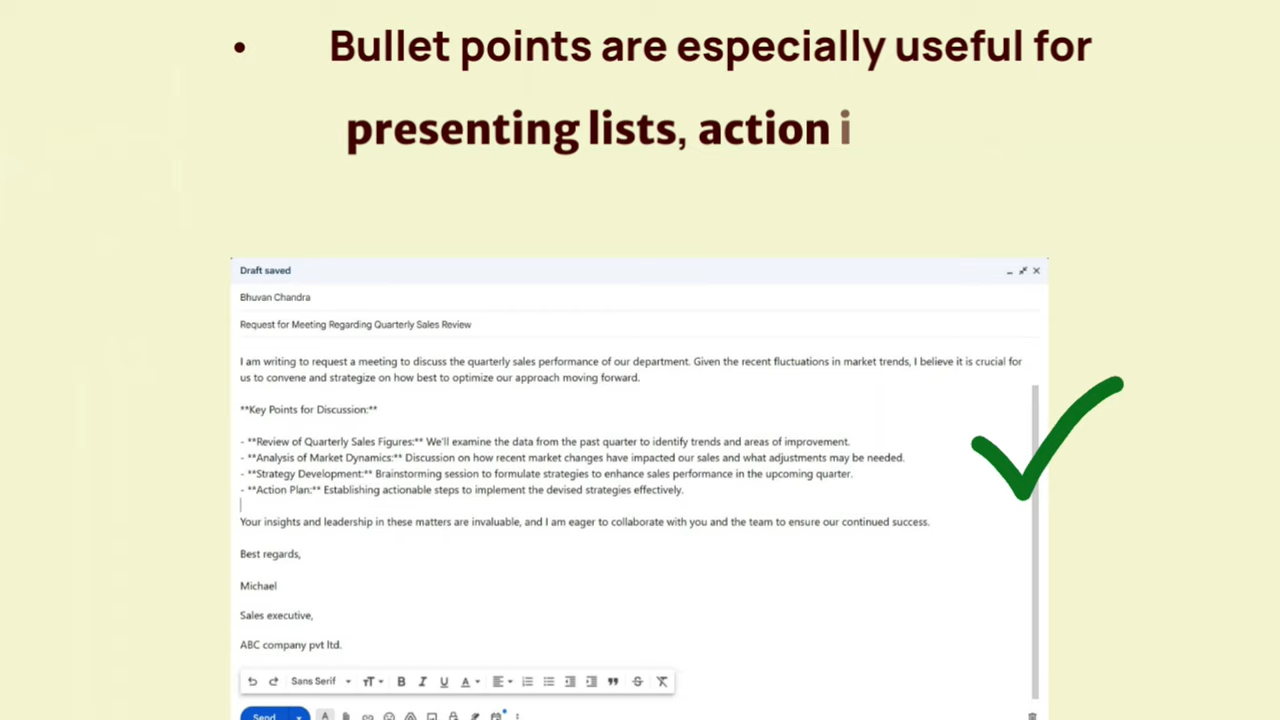 • Bullet points are especially useful for
presenting lists, action i
Draft saved
Bhuvan Chandra
Request for Meeting Regarding Quarterly Sales Review
I am writing to request a meeting to discuss the quarterly sales performance of our department. Given the recent fluctuations in market trends, I believe it is crucial for
us to convene and strategize on how best to optimize our approach moving forward.
**Key Points for Discussion:**
- **Review of Quarterly Sales Figures:** We'll examine the data from the past quarter to identify trends and areas of improvement.
- **Analysis of Market Dynamics:** Discussion on how recent market changes have impacted our sales and what adjustments may be needed.
- **Strategy Development:** Brainstorming session to formulate strategies to enhance sales performance in the upcoming quarter.
- **Action Plan:** Establishing actionable steps to implement the devised strategies effectively.
Your insights and leadership in these matters are invaluable, and I am eager to collaborate with you and the team to ensure our continued success.
Best regards,
Michael
Sales executive,
ABC company pvt ltd.
Sans Serif
Send